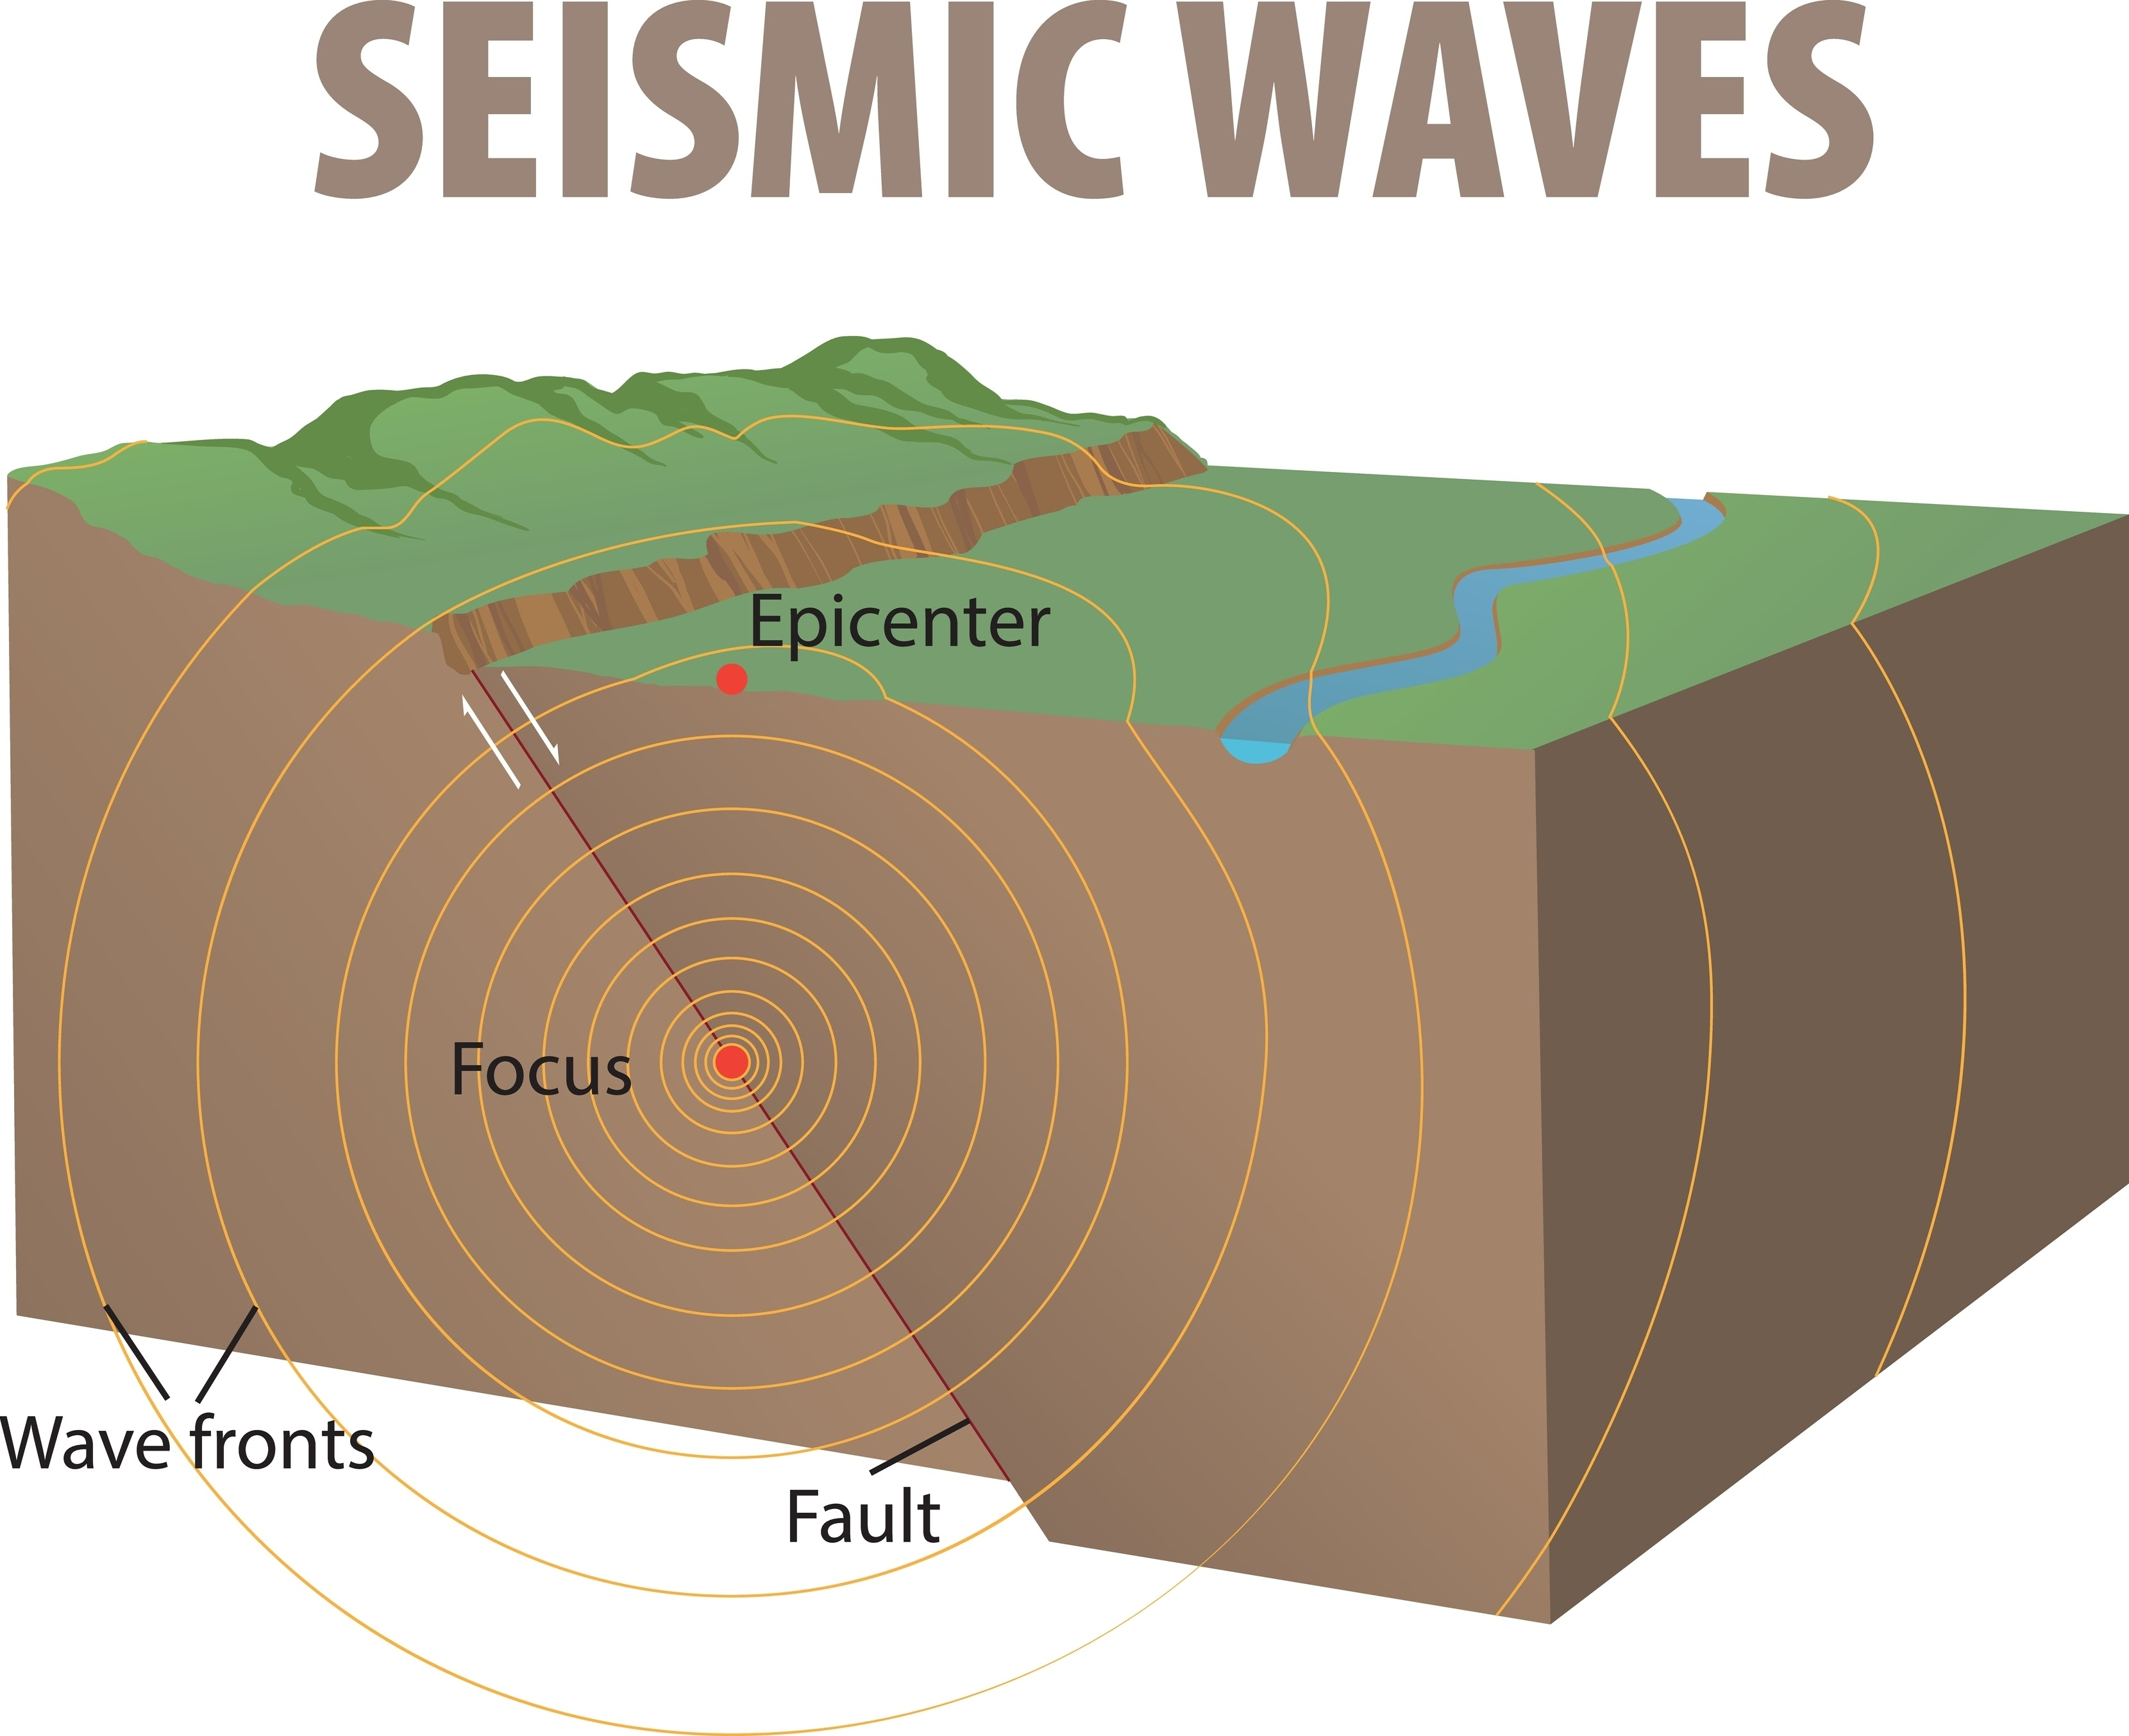 SEISMIC WAVES
Epicenter
Focus
Wave fronts
Fault